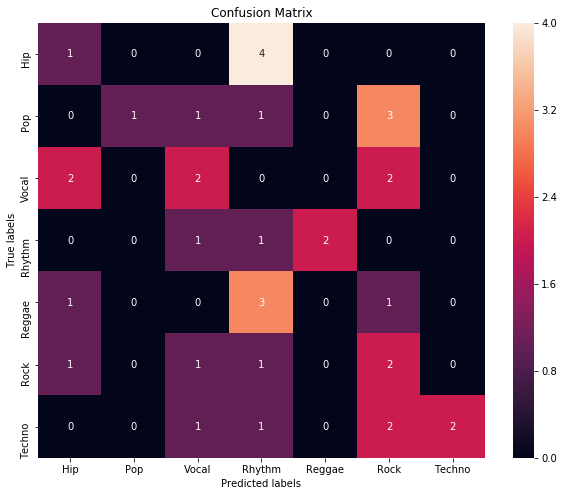 Confusion Matrix
True labels
Hip 1 0 0 4 0 0 0
Pop 0 1 1 1 0 3 0
Vocal 2 0 2 0 0 2 0
Rhythm 0 0 1 1 2 0 0
Reggae 1 0 0 3 0 1 0
Rock 1 0 1 1 0 2 0
Techno 0 0 1 1 0 2 2
Hip Pop Vocal Rhythm Reggae Rock Techno
Predicted labels
4.0
3.2
2.4
1.6
0.8
0.0